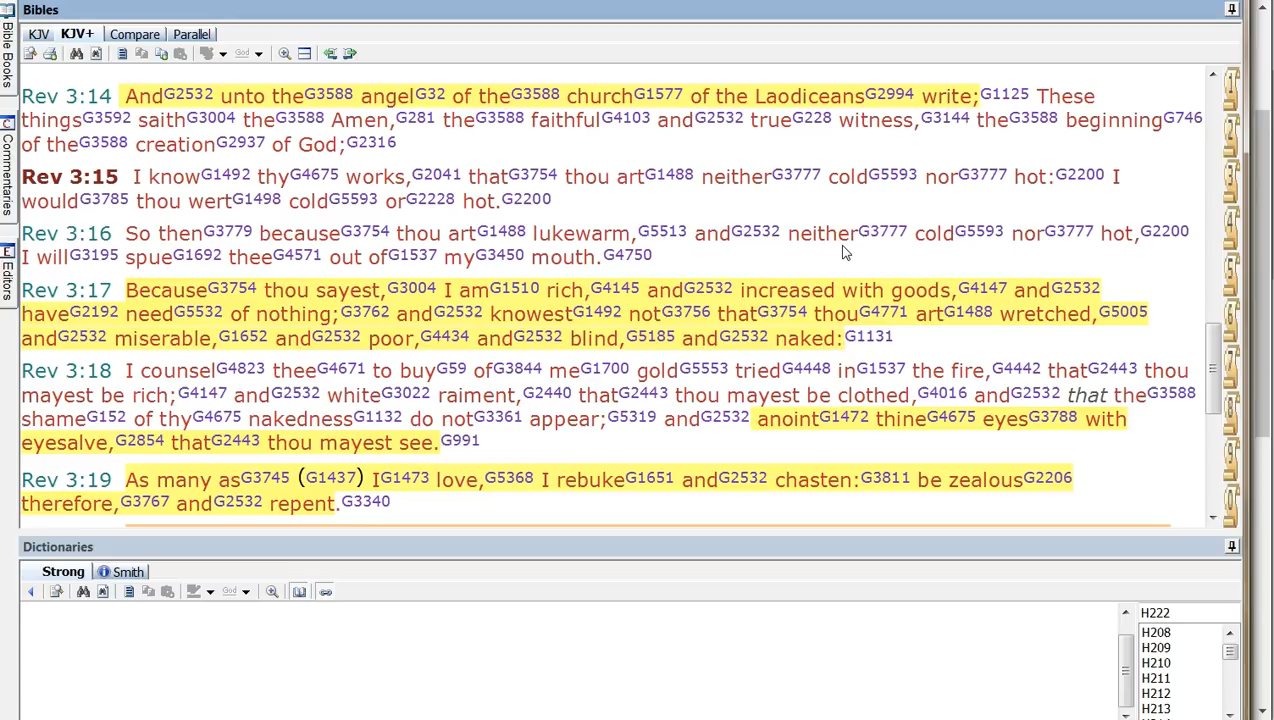 Bibles
KJV KJV+ Compare Parallel
God
Rev 3:14 AndG2532 unto theG3588 angelG32 of theG3588 churchG1577 of the LaodiceansG2994 write;G1125 These
thingsG3592 saithG3004 theG3588 Amen,G281 theG3588 faithfulG4103 andG2532 trueG228 witness,G3144 theG3588 beginningG746
of theG3588 creationG2937 of God;G2316
Rev 3:15 I knowG1492 thyG4675 works,G2041 thatG3754 thou artG1488 neitherG3777 coldG5593 norG3777 hot:G2200 I
wouldG3785 thou wertG1498 coldG5593 orG2228 hot.G2200
Rev 3:16 So thenG3779 becauseG3754 thou artG1488 lukewarm,G5513 andG2532 neitherG3777 coldG5593 norG3777 hot,G2200
I willG3195 spueG1692 theeG4571 out ofG1537 myG3450 mouth.G4750
Rev 3:17 BecauseG3754 thou sayest,G3004 I amG1510 rich,G4145 andG2532 increased with goods,G4147 andG2532
haveG2192 needG5532 of nothing;G3762 andG2532 knowestG1492 notG3756 thatG3754 thouG4771 artG1488 wretched,G5005
andG2532 miserable,G1652 andG2532 poor,G4434 andG2532 blind,G5185 andG2532 naked:G1131
Rev 3:18 I counselG4823 theeG4671 to buyG59 ofG3844 meG1700 goldG5553 triedG4448 inG1537 the fire,G4442 thatG2443 thou
mayest be rich;G4147 andG2532 whiteG3022 raiment,G2440 thatG2443 thou mayest be clothed,G4016 andG2532 that theG3588
shameG152 of thyG4675 nakednessG1132 do notG3361 appear;G5319 andG2532 anointG1472 thineG4675 eyesG3788 with
eyesalve,G2854 thatG2443 thou mayest see.G991
Rev 3:19 As many asG3745 (G1437) IG1473 love,G5368 I rebukeG1651 andG2532 chasten:G3811 be zealousG2206
therefore,G3767 andG2532 repent.G3340
Bible Books
Commentaries
Editors
Dictionaries
Strong Smith
God
H222
H208
H209
H210
H211
H212
H213